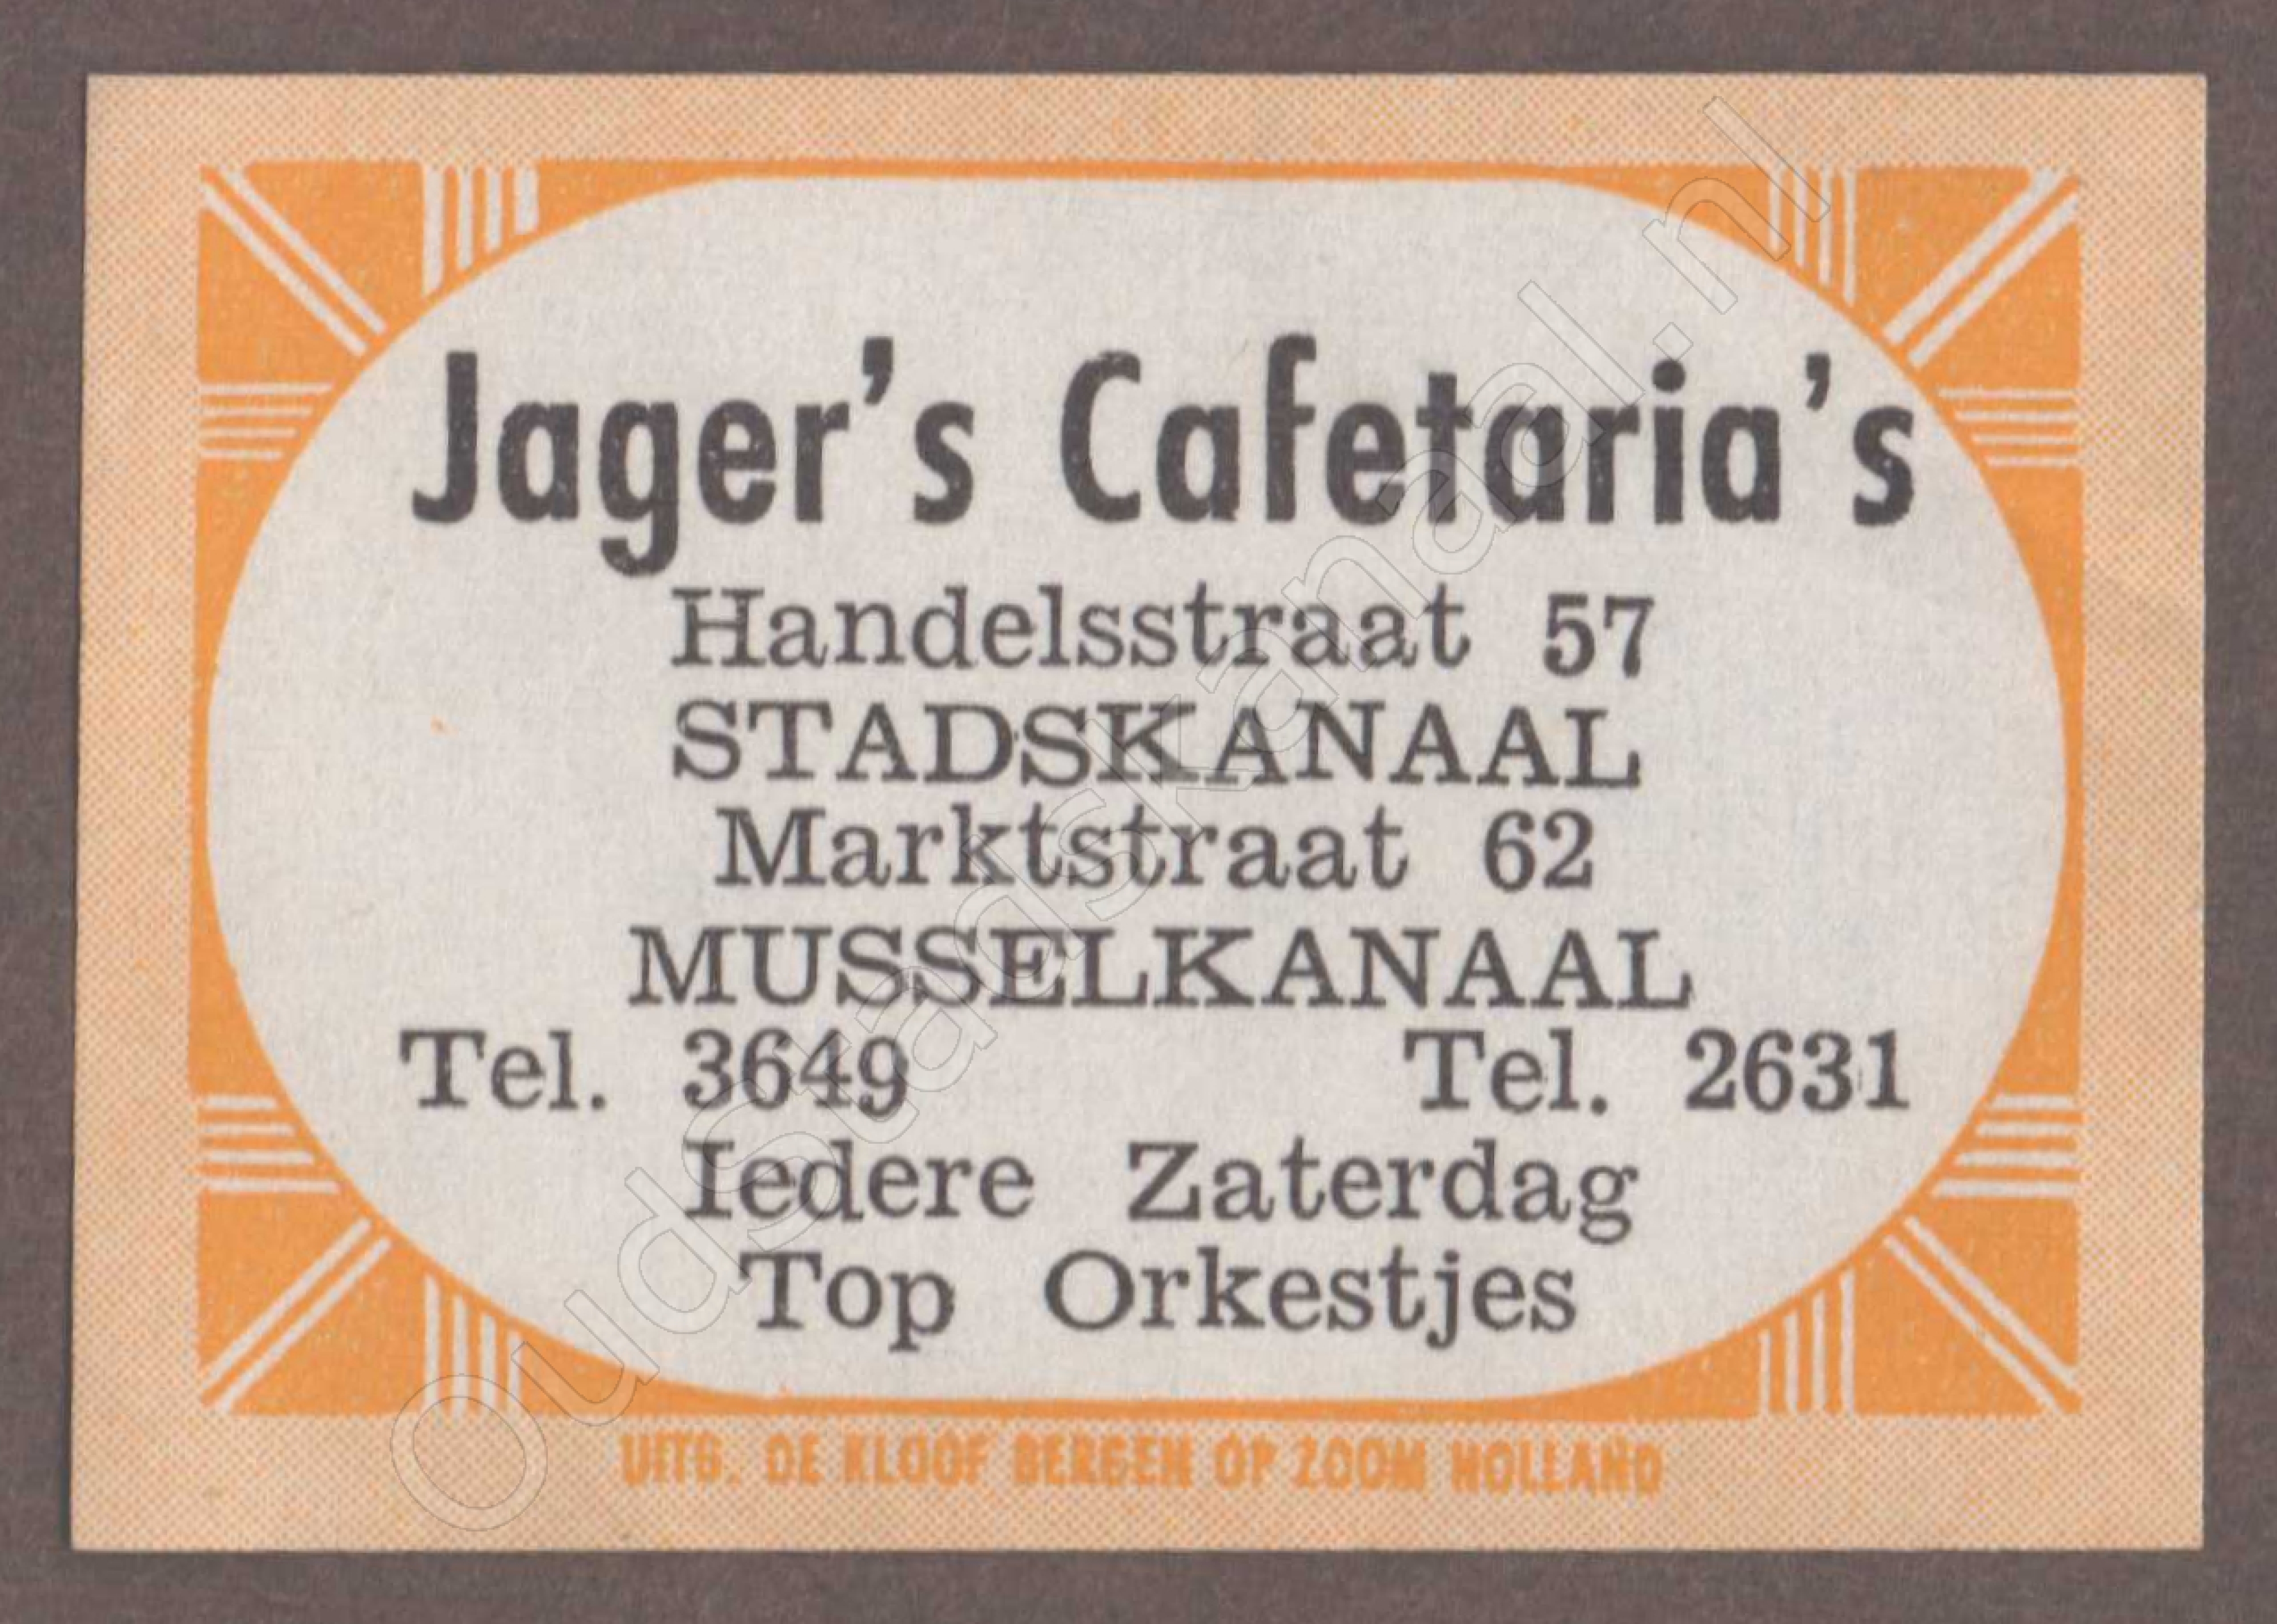 Jager's Cafetaria's
Handelsstraat 57
STADSKANAAL
Marktstraat 62
MUSSELKANAAL
Tel. 3649 Tel. 2631
Iedere Zaterdag
Top Orkestjes
UITG. DE KLOOF BERGEN OP ZOOM HOLLAND
OudStadskanaal.nl